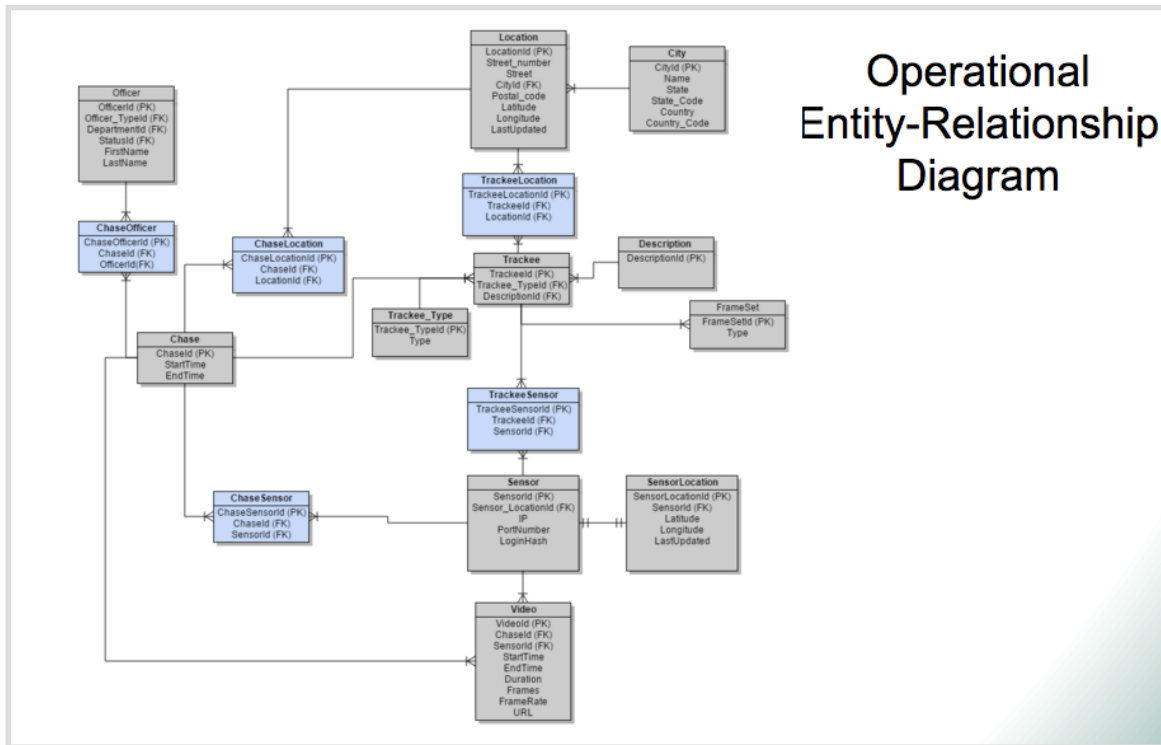 Operational
Entity-Relationship
Diagram
Location
LocationId (PK)
Street_number
Street
CityId (FK)
Postal_code
Latitude
Longitude
LastUpdated
City
CityId (PK)
Name
State
State_Code
Country
Country_Code
Officer
OfficerId (PK)
Officer_TypeId (FK)
DepartmentId (FK)
StatusId (FK)
FirstName
LastName
TrackeeLocation
TrackeeLocationId (PK)
TrackeeId (FK)
LocationId (FK)
ChaseOfficer
ChaseOfficerId (PK)
ChaseId (FK)
OfficerId(FK)
ChaseLocation
ChaseLocationId (PK)
ChaseId (FK)
LocationId (FK)
Trackee
TrackeeId (PK)
Trackee_TypeId (FK)
DescriptionId (FK)
Description
DescriptionId (PK)
Trackee_Type
Trackee_TypeId (PK)
Type
FrameSet
FrameSetId (PK)
Type
Chase
ChaseId (PK)
StartTime
EndTime
TrackeeSensor
TrackeeSensorId (PK)
TrackeeId (FK)
SensorId (FK)
ChaseSensor
ChaseSensorId (PK)
ChaseId (FK)
SensorId (FK)
Sensor
SensorId (PK)
Sensor_LocationId (FK)
IP
PortNumber
LoginHash
SensorLocation
SensorLocationId (PK)
SensorId (FK)
Latitude
Longitude
LastUpdated
Video
VideoId (PK)
ChaseId (FK)
SensorId (FK)
StartTime
EndTime
Duration
Frames
FrameRate
URL